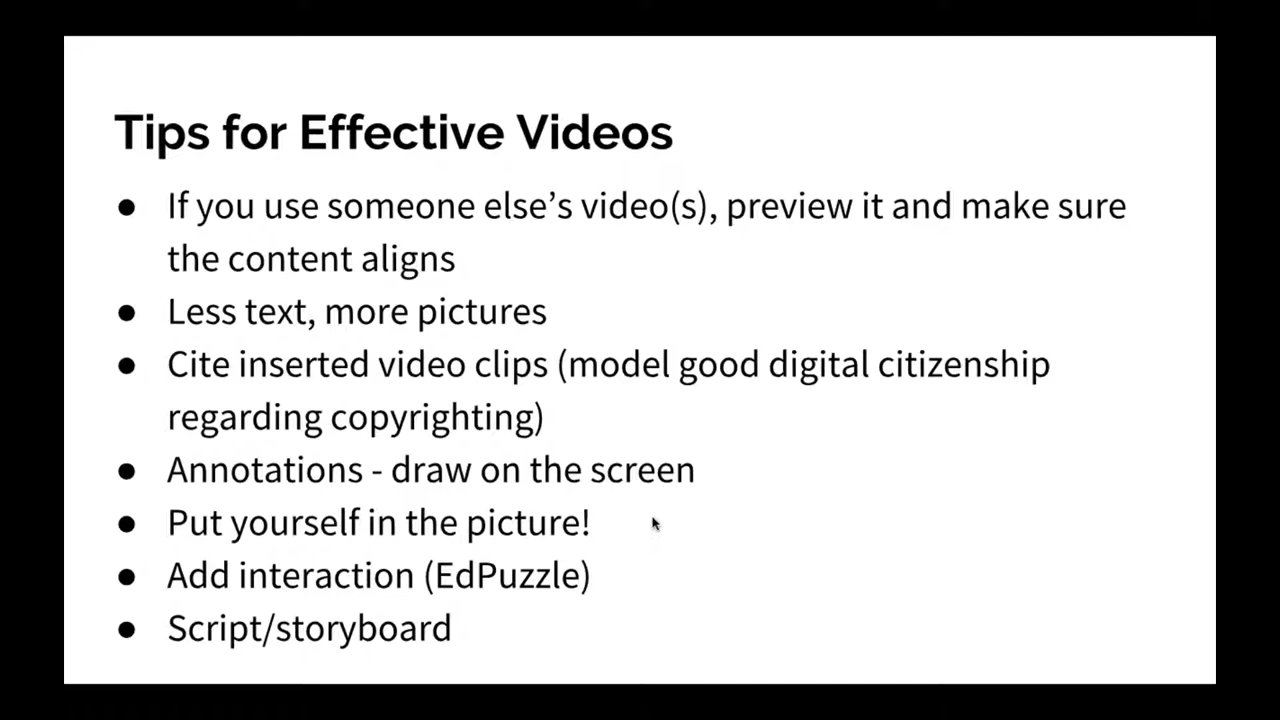 Tips for Effective Videos
● If you use someone else’s video(s), preview it and make sure
the content aligns
● Less text, more pictures
● Cite inserted video clips (model good digital citizenship
regarding copyrighting)
● Annotations - draw on the screen
● Put yourself in the picture!
● Add interaction (EdPuzzle)
● Script/storyboard